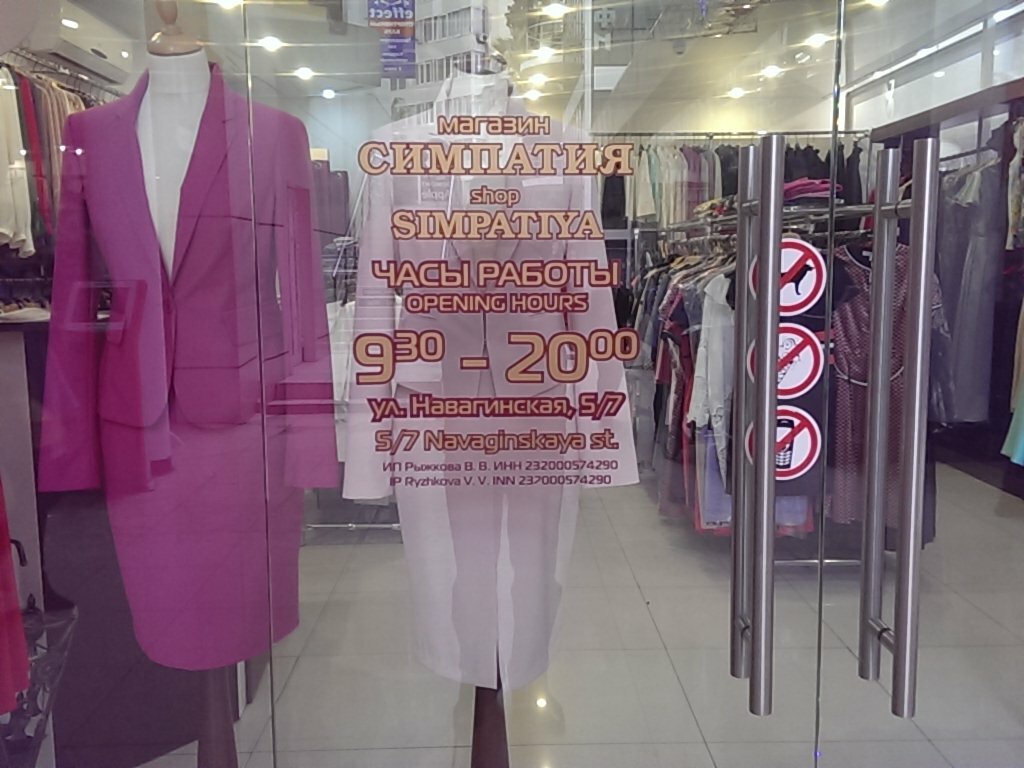 effect
магазин
СИМПАТИЯ
shop
SIMPATIYA
ЧАСЫ РАБОТЫ
OPENING HOURS
9³⁰ - 20⁰⁰
ул. Навагинская, 5/7
5/7 Navaginskaya st.
ИП Рыжкова В. В. ИНН 232000574290
IP Ryzhkova V. V. INN 232000574290